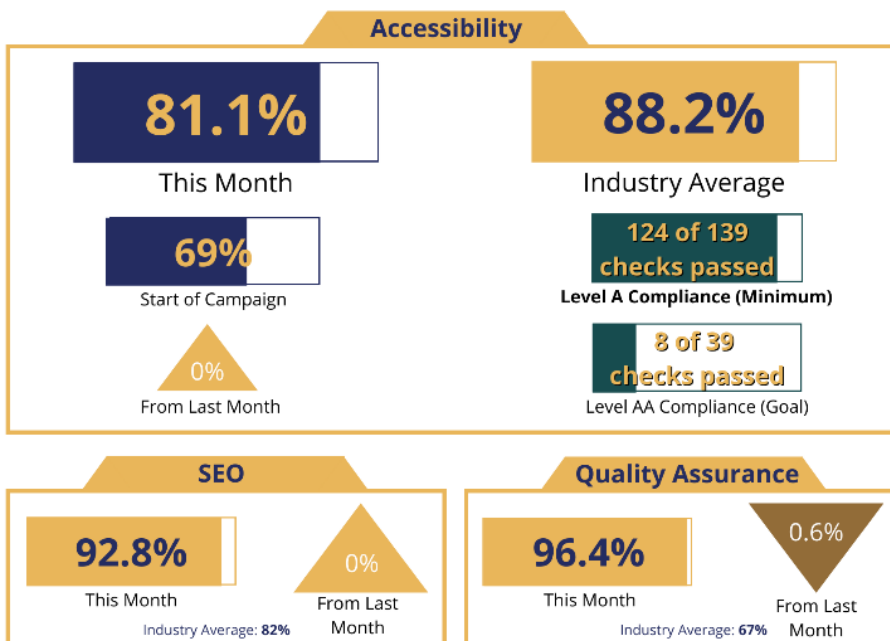 Accessibility
81.1%
This Month
88.2%
Industry Average
69%
Start of Campaign
124 of 139
checks passed
Level A Compliance (Minimum)
0%
From Last Month
8 of 39
checks passed
Level AA Compliance (Goal)
SEO
92.8%
This Month
0%
From Last
Month
Industry Average: 82%
Quality Assurance
96.4%
This Month
0.6%
From Last
Month
Industry Average: 67%